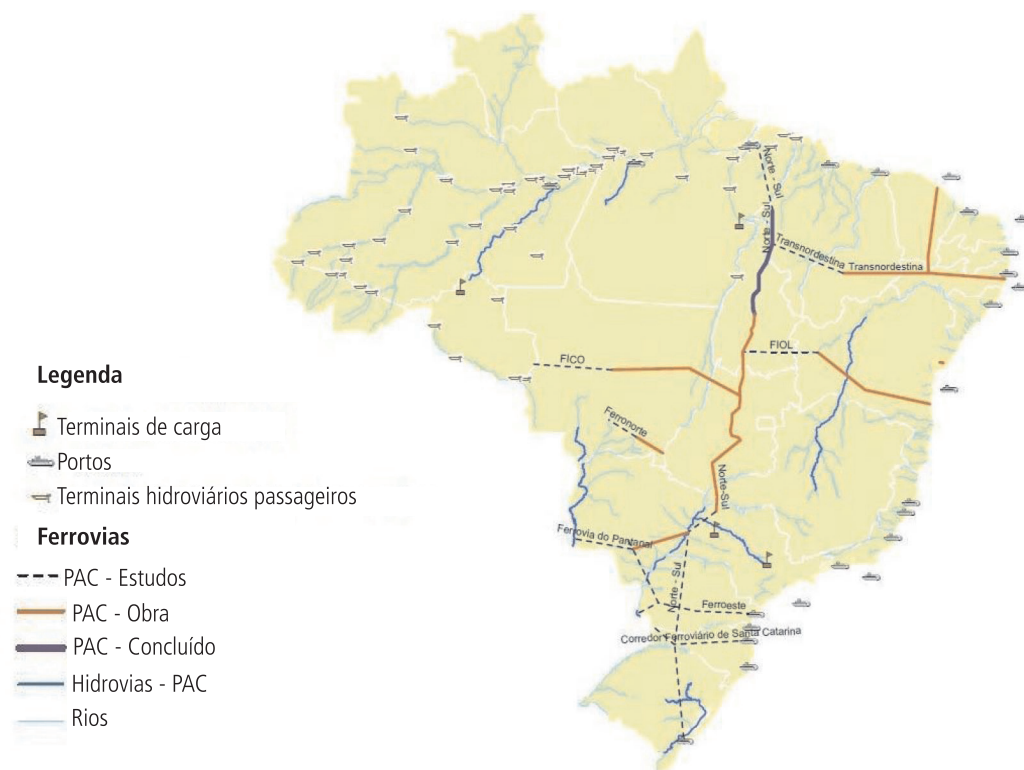 Norte - Sul
Norte - Sul
Transnordestina
Transnordestina
FIOL
FICO
Ferronorte
Norte-Sul
Ferrovia do Pantanal
Norte - Sul
Ferroeste
Corredor Ferroviário de Santa Catarina
Legenda
Terminais de carga
Portos
Terminais hidroviários passageiros
Ferrovias
PAC - Estudos
PAC - Obra
PAC - Concluído
Hidrovias - PAC
Rios